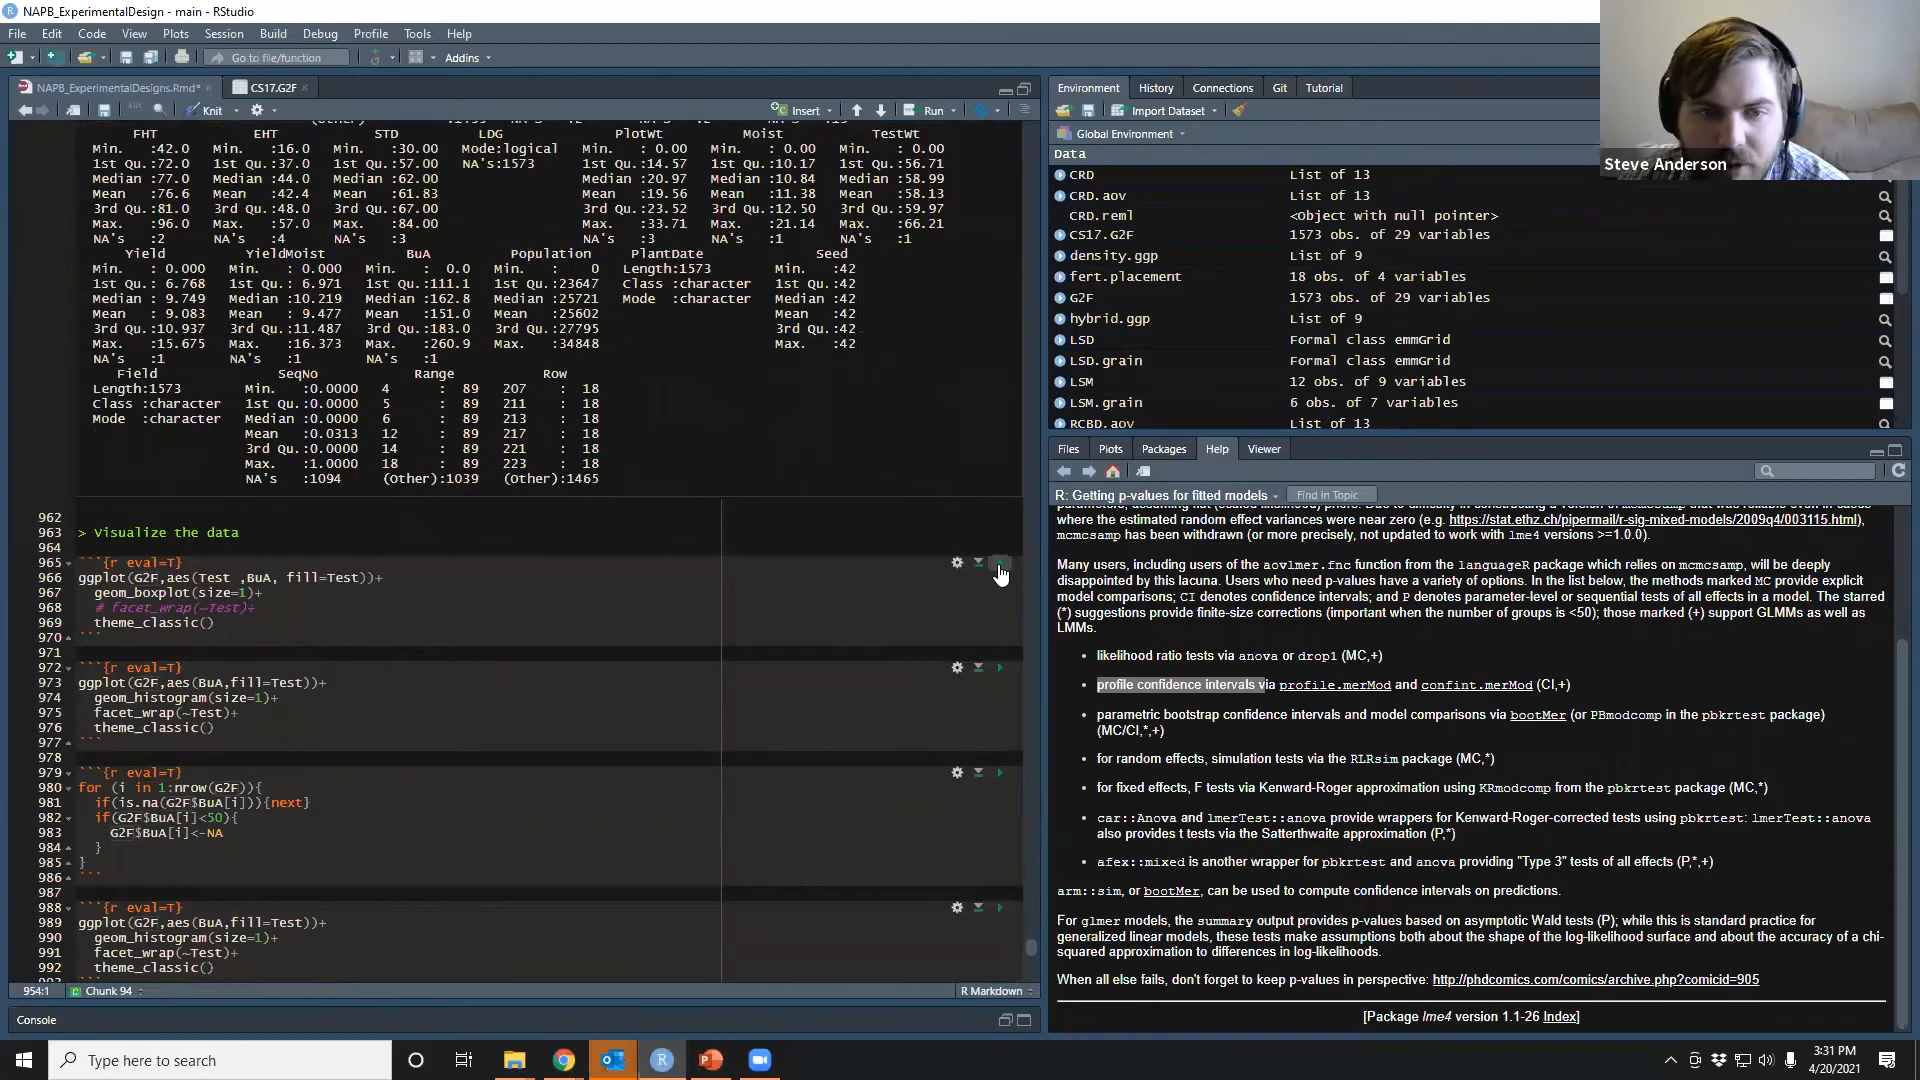 NAPB_ExperimentalDesign - main - RStudio
File Edit Code View Plots Session Build Debug Profile Tools Help
Go to file/function Addins
NAPB_ExperimentalDesigns.Rmd* CS17.G2F
Knit Insert Run
FHT EHT STD LDG PlotWt Moist TestWt
Min. :42.0 Min. :16.0 Min. :30.00 Mode:logical Min. : 0.00 Min. : 0.00 Min. : 0.00
1st Qu.:72.0 1st Qu.:37.0 1st Qu.:57.00 NA's:1573 1st Qu.:14.57 1st Qu.:10.17 1st Qu.:56.71
Median :77.0 Median :44.0 Median :62.00 Median :20.97 Median :10.84 Median :58.99
Mean :76.6 Mean :42.4 Mean :61.83 Mean :19.56 Mean :11.38 Mean :58.13
3rd Qu.:81.0 3rd Qu.:48.0 3rd Qu.:67.00 3rd Qu.:23.52 3rd Qu.:12.50 3rd Qu.:59.97
Max. :96.0 Max. :57.0 Max. :84.00 Max. :33.71 Max. :21.14 Max. :66.21
NA's :2 NA's :4 NA's :3 NA's :3 NA's :1 NA's :1
Yield YieldMoist BuA Population PlantDate Seed
Min. : 0.000 Min. : 0.000 Min. : 0.0 Min. : 0 Length:1573 Min. :42
1st Qu.: 6.768 1st Qu.: 6.971 1st Qu.:111.1 1st Qu.:23647 Class :character 1st Qu.:42
Median : 9.749 Median :10.219 Median :162.8 Median :25721 Mode :character Median :42
Mean : 9.083 Mean : 9.477 Mean :151.0 Mean :25602 Mean :42
3rd Qu.:10.937 3rd Qu.:11.487 3rd Qu.:183.0 3rd Qu.:27795 3rd Qu.:42
Max. :15.675 Max. :16.373 Max. :260.9 Max. :34848 Max. :42
NA's :1 NA's :1 NA's :1
Field SeqNo Range Row
Length:1573 Min. :0.0000 4 : 89 207 : 18
Class :character 1st Qu.:0.0000 5 : 89 211 : 18
Mode :character Median :0.0000 6 : 89 213 : 18
Mean :0.0313 12 : 89 217 : 18
3rd Qu.:0.0000 14 : 89 221 : 18
Max. :1.0000 18 : 89 223 : 18
NA's :1094 (Other):1039 (Other):1465
962
963 > Visualize the data
964
965 ```{r eval=T}
966 ggplot(G2F,aes(Test ,BuA, fill=Test))+
967 geom_boxplot(size=1)+
968 # facet_wrap(~Test)+
969 theme_classic()
970 ```
971
972 ```{r eval=T}
973 ggplot(G2F,aes(BuA,fill=Test))+
974 geom_histogram(size=1)+
975 facet_wrap(~Test)+
976 theme_classic()
977 ```
978
979 ```{r eval=T}
980 for (i in 1:nrow(G2F)){
981 if(is.na(G2F$BuA[i])){next}
982 if(G2F$BuA[i]<50){
983 G2F$BuA[i]<-NA
984 }
985 }
986 ```
987
988 ```{r eval=T}
989 ggplot(G2F,aes(BuA,fill=Test))+
990 geom_histogram(size=1)+
991 facet_wrap(~Test)+
992 theme_classic()
954:1 Chunk 94 R Markdown
Console
Environment History Connections Git Tutorial
Import Dataset
Global Environment
Data
CRD List of 13
CRD.aov List of 13
CRD.reml <Object with null pointer>
CS17.G2F 1573 obs. of 29 variables
density.ggp List of 9
fert.placement 18 obs. of 4 variables
G2F 1573 obs. of 29 variables
hybrid.ggp List of 9
LSD Formal class emmGrid
LSD.grain Formal class emmGrid
LSM 12 obs. of 9 variables
LSM.grain 6 obs. of 7 variables
RCBD.aov List of 13
Steve Anderson
Files Plots Packages Help Viewer
R: Getting p-values for fitted models Find in Topic
where the estimated random effect variances were near zero (e.g. https://stat.ethz.ch/pipermail/r-sig-mixed-models/2009q4/003115.html),
mcmcsamp has been withdrawn (or more precisely, not updated to work with lme4 versions >=1.0.0).
Many users, including users of the aovlmer.fnc function from the languageR package which relies on mcmcsamp, will be deeply
disappointed by this lacuna. Users who need p-values have a variety of options. In the list below, the methods marked MC provide explicit
model comparisons; CI denotes confidence intervals; and P denotes parameter-level or sequential tests of all effects in a model. The starred
(*) suggestions provide finite-size corrections (important when the number of groups is <50); those marked (+) support GLMMs as well as
LMMs.
• likelihood ratio tests via anova or drop1 (MC,+)
• profile confidence intervals via profile.merMod and confint.merMod (CI,+)
• parametric bootstrap confidence intervals and model comparisons via bootMer (or PBmodcomp in the pbkrtest package)
(MC/CI,*,+)
• for random effects, simulation tests via the RLRsim package (MC,*)
• for fixed effects, F tests via Kenward-Roger approximation using KRmodcomp from the pbkrtest package (MC,*)
• car::Anova and lmerTest::anova provide wrappers for Kenward-Roger-corrected tests using pbkrtest: lmerTest::anova
also provides t tests via the Satterthwaite approximation (P,*)
• afex::mixed is another wrapper for pbkrtest and anova providing "Type 3" tests of all effects (P,*,+)
arm::sim, or bootMer, can be used to compute confidence intervals on predictions.
For glmer models, the summary output provides p-values based on asymptotic Wald tests (P); while this is standard practice for
generalized linear models, these tests make assumptions both about the shape of the log-likelihood surface and about the accuracy of a chi-
squared approximation to differences in log-likelihoods.
When all else fails, don't forget to keep p-values in perspective: http://phdcomics.com/comics/archive.php?comicid=905
[Package lme4 version 1.1-26 Index]
Type here to search
3:31 PM
4/20/2021